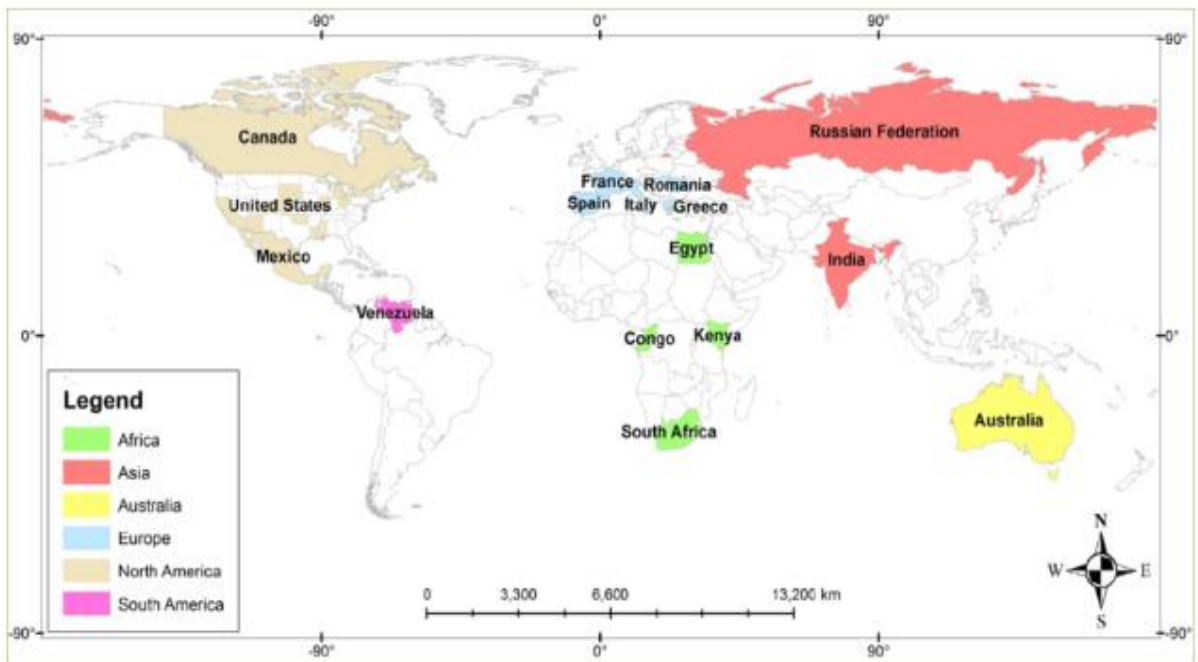 -90°
0°
90°
90°
90°
Canada
Russian Federation
France
Romania
United States
Spain
Italy
Greece
Mexico
Egypt
India
Venezuela
0°
Congo
Kenya
0°
Legend
Australia
South Africa
Africa
Asia
Australia
Europe
North America
South America
N
W
E
S
0
3,300
6,600
13,200 km
-90°
-90°
-90°
0°
90°